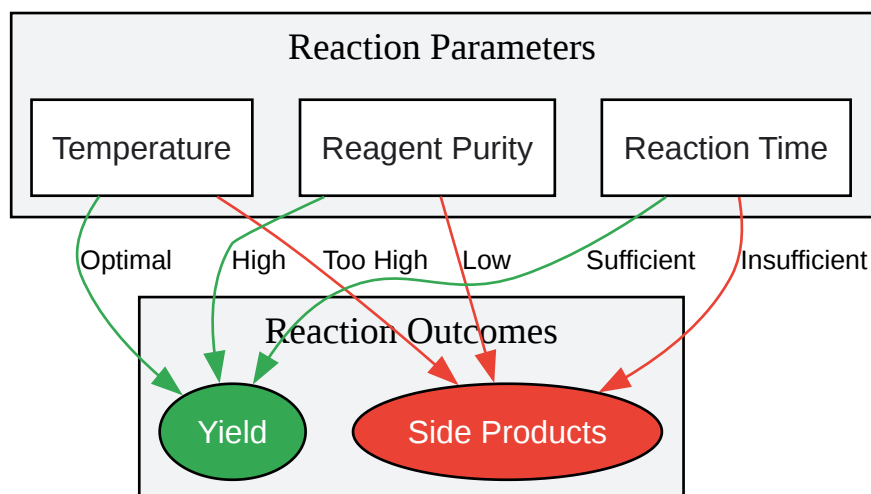 Reaction Parameters
Temperature
Reagent Purity
Reaction Time
Optimal
High
Too High
Low
Sufficient
Insufficient
Reaction Outcomes
Yield
Side Products